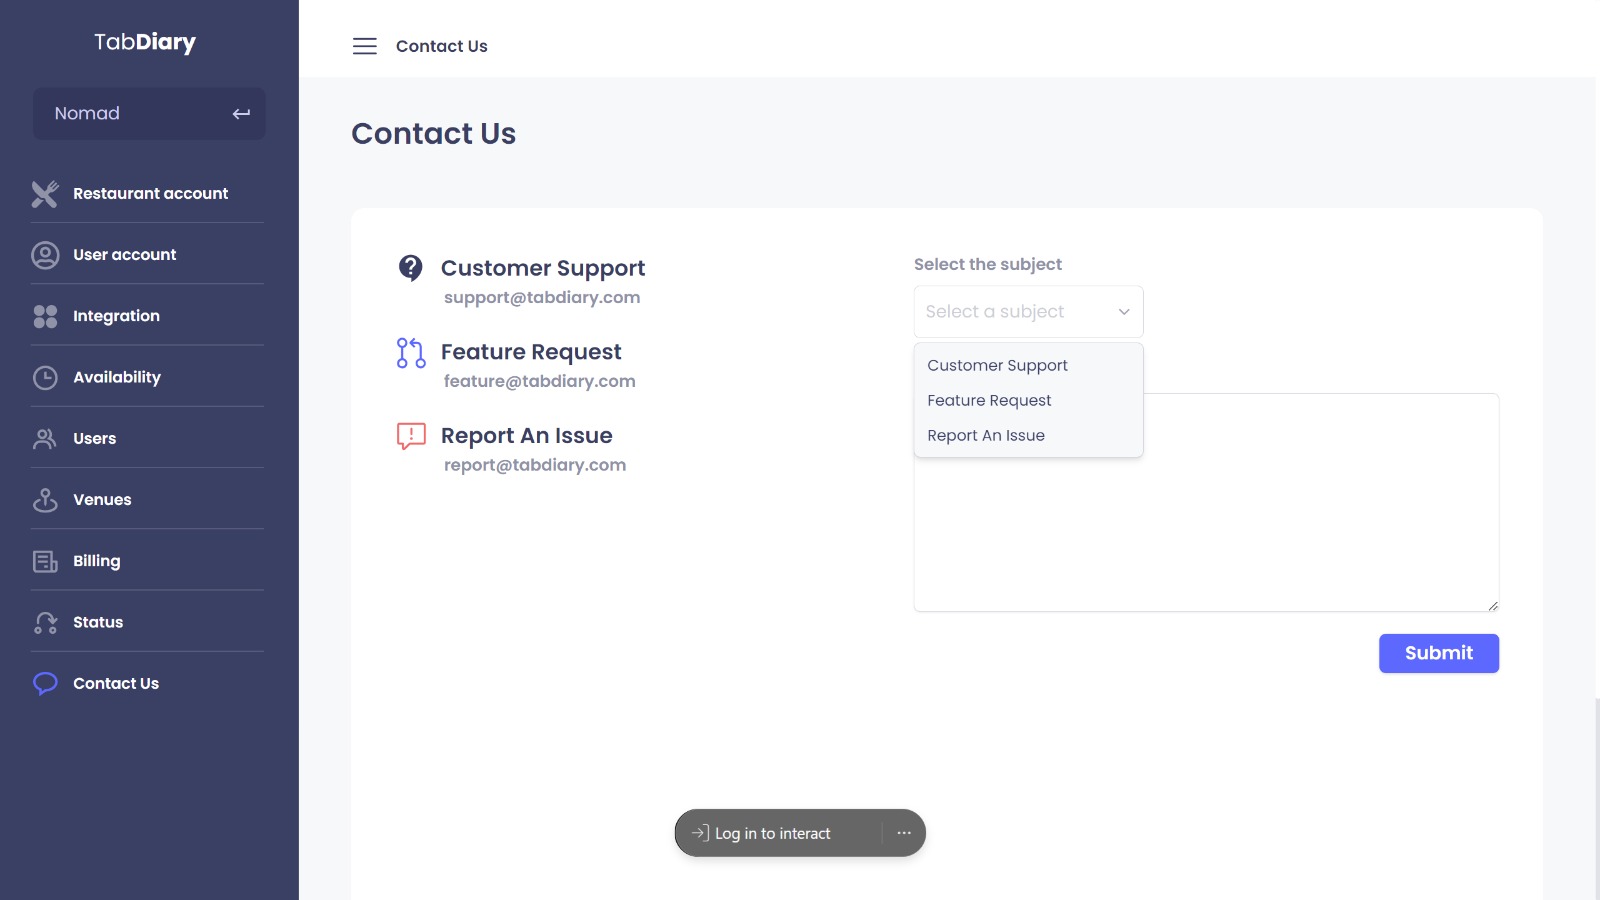 TabDiary
Nomad
Restaurant account
User account
Integration
Availability
Users
Venues
Billing
Status
Contact Us
Contact Us
Contact Us
Customer Support
support@tabdiary.com
Feature Request
feature@tabdiary.com
Report An Issue
report@tabdiary.com
Select the subject
Select a subject
Customer Support
Feature Request
Report An Issue
Submit
Log in to interact